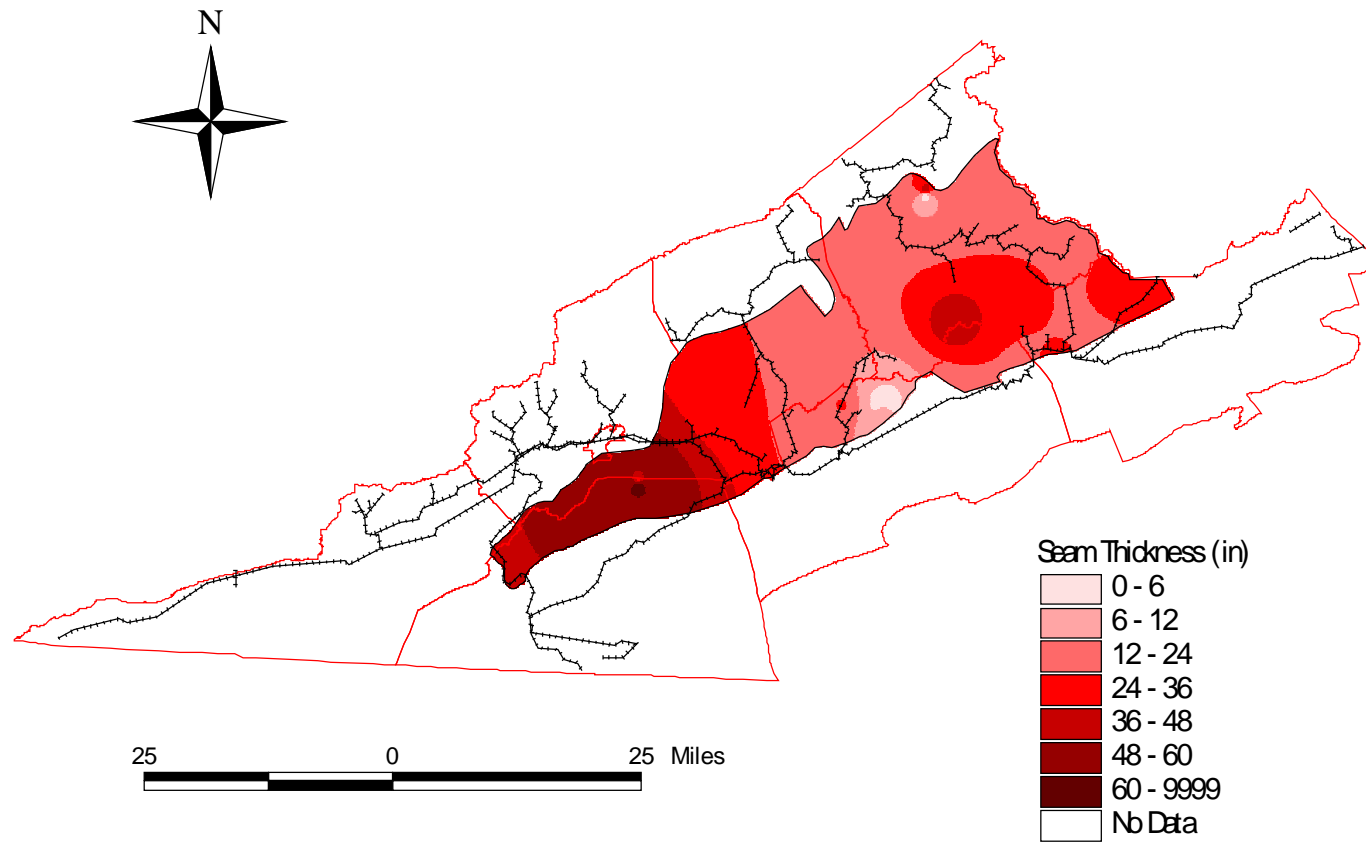 N
Seam Thickness (in)
0 - 6
6 - 12
12 - 24
24 - 36
36 - 48
48 - 60
60 - 9999
No Data
25 0 25 Miles